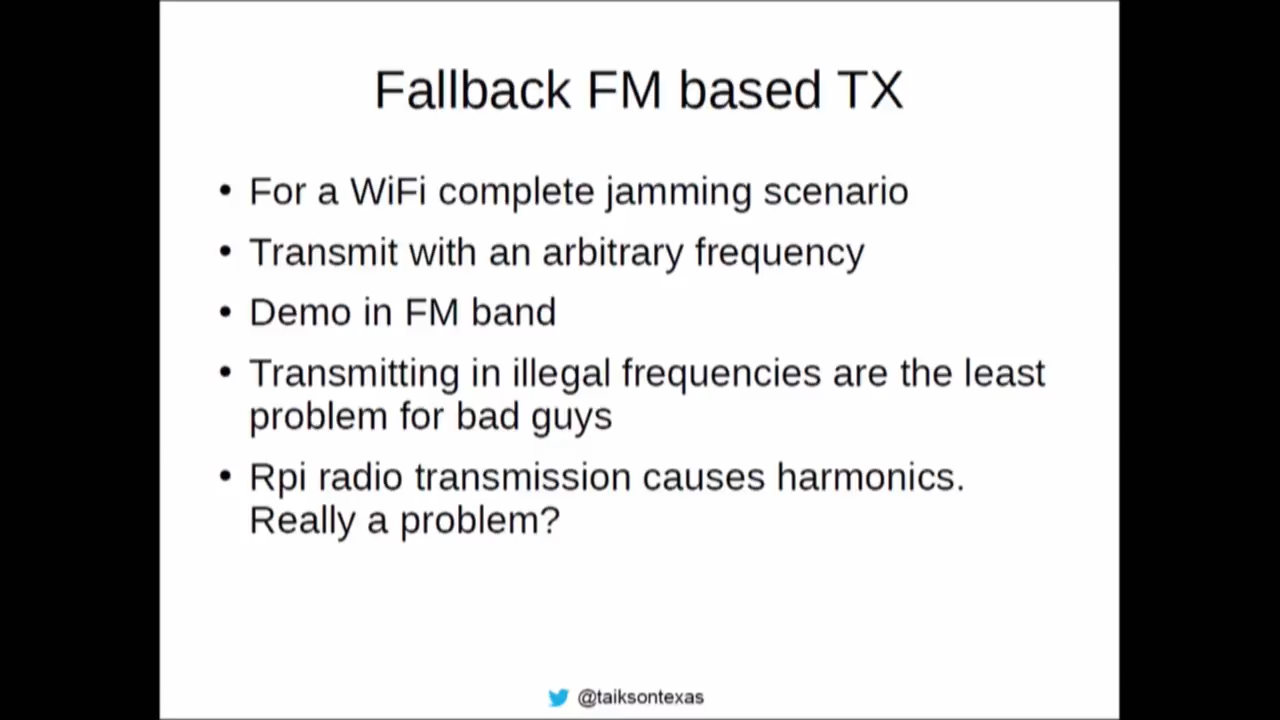 Fallback FM based TX
• For a WiFi complete jamming scenario
• Transmit with an arbitrary frequency
• Demo in FM band
• Transmitting in illegal frequencies are the least
problem for bad guys
• Rpi radio transmission causes harmonics.
Really a problem?
@taiksontexas